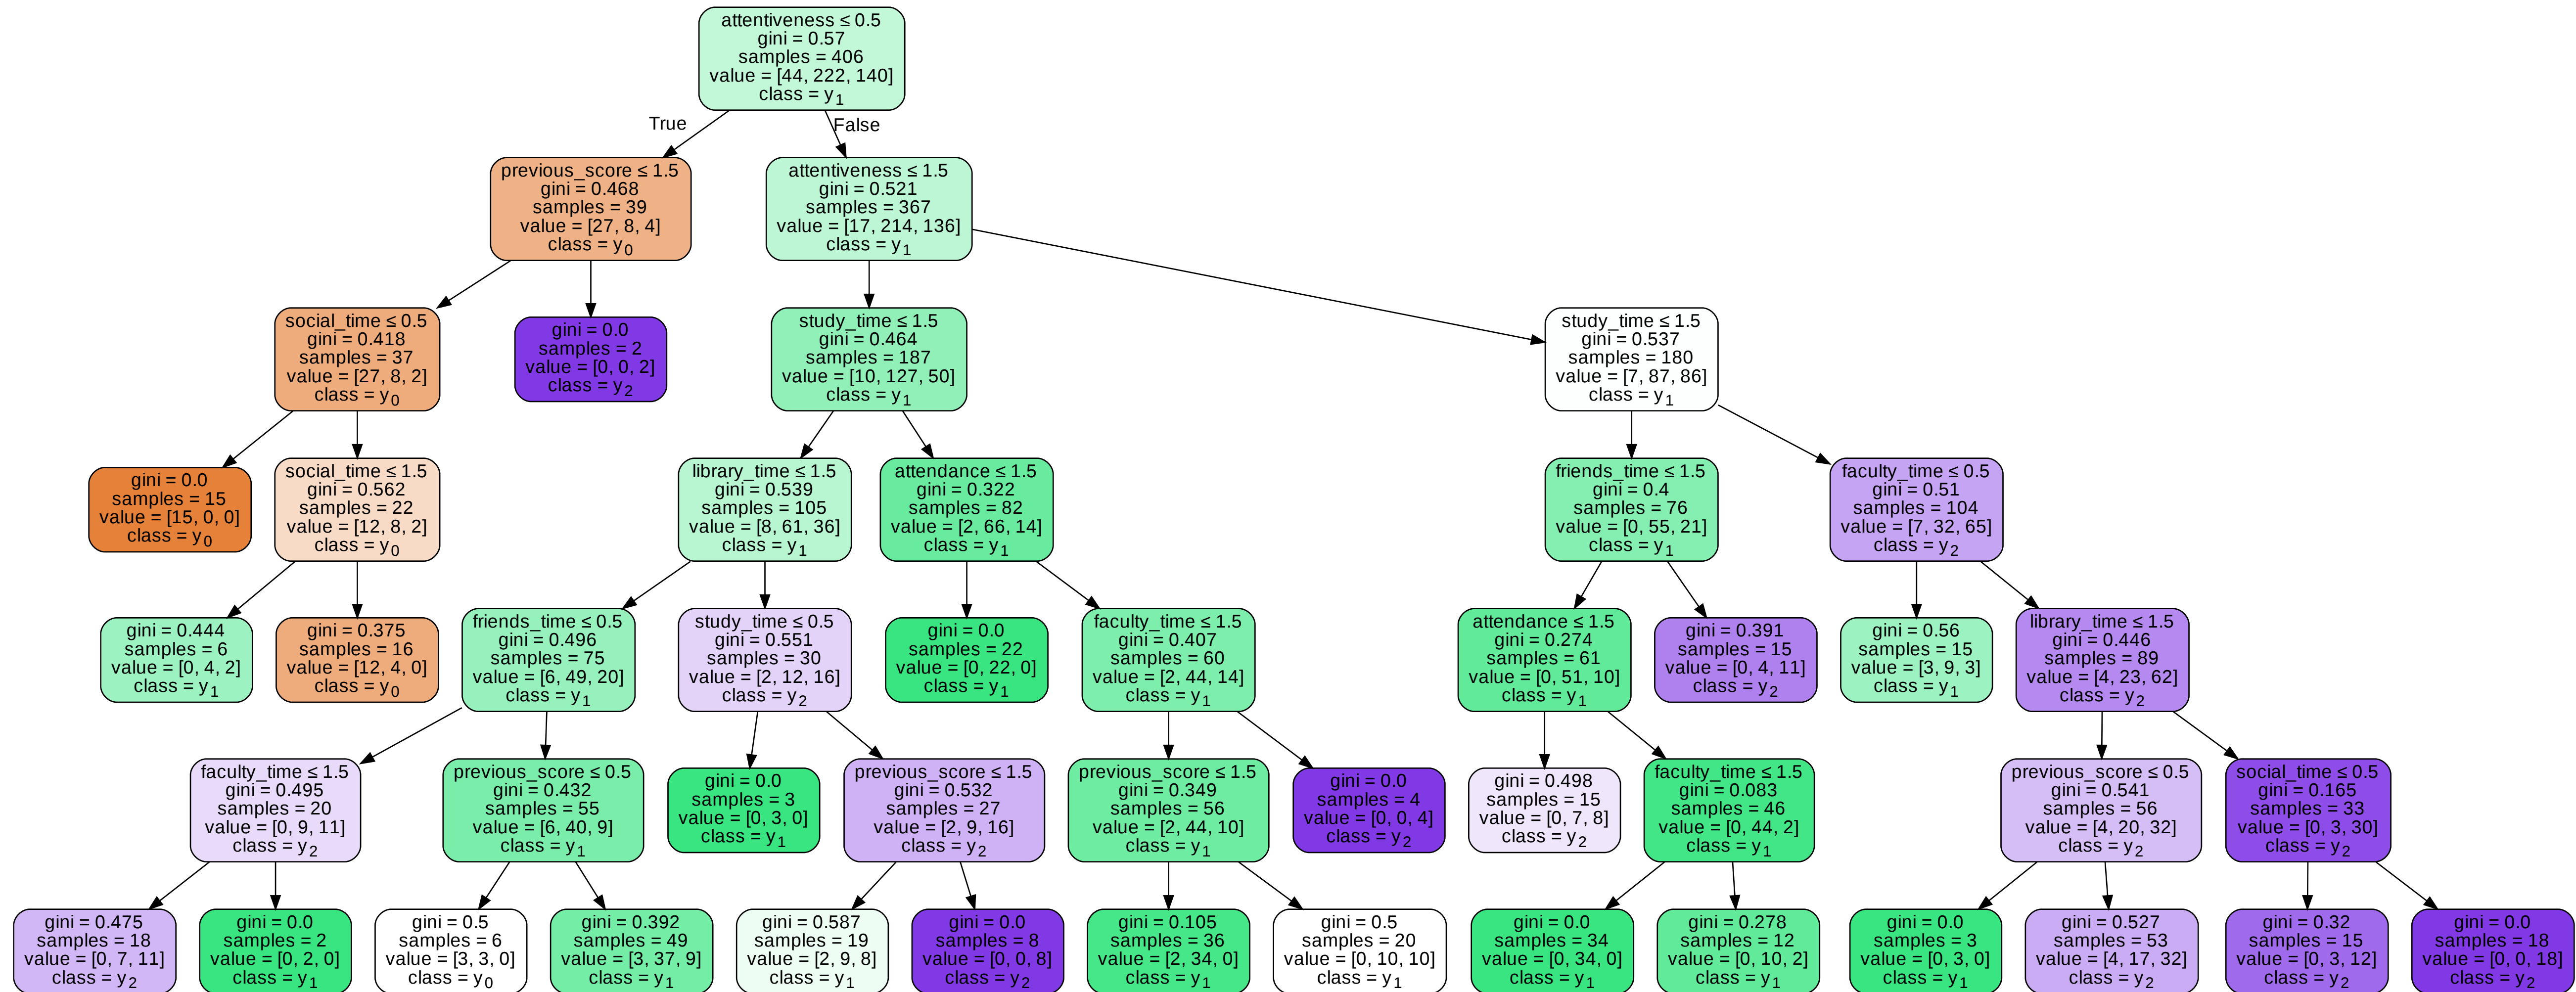 attentiveness ≤ 0.5
gini = 0.57
samples = 406
value = [44, 222, 140]
class = y1
True
False
previous_score ≤ 1.5
gini = 0.468
samples = 39
value = [27, 8, 4]
class = y0
attentiveness ≤ 1.5
gini = 0.521
samples = 367
value = [17, 214, 136]
class = y1
social_time ≤ 0.5
gini = 0.418
samples = 37
value = [27, 8, 2]
class = y0
gini = 0.0
samples = 2
value = [0, 0, 2]
class = y2
study_time ≤ 1.5
gini = 0.464
samples = 187
value = [10, 127, 50]
class = y1
study_time ≤ 1.5
gini = 0.537
samples = 180
value = [7, 87, 86]
class = y1
gini = 0.0
samples = 15
value = [15, 0, 0]
class = y0
social_time ≤ 1.5
gini = 0.562
samples = 22
value = [12, 8, 2]
class = y0
library_time ≤ 1.5
gini = 0.539
samples = 105
value = [8, 61, 36]
class = y1
attendance ≤ 1.5
gini = 0.322
samples = 82
value = [2, 66, 14]
class = y1
friends_time ≤ 1.5
gini = 0.4
samples = 76
value = [0, 55, 21]
class = y1
faculty_time ≤ 0.5
gini = 0.51
samples = 104
value = [7, 32, 65]
class = y2
gini = 0.444
samples = 6
value = [0, 4, 2]
class = y1
gini = 0.375
samples = 16
value = [12, 4, 0]
class = y0
friends_time ≤ 0.5
gini = 0.496
samples = 75
value = [6, 49, 20]
class = y1
study_time ≤ 0.5
gini = 0.551
samples = 30
value = [2, 12, 16]
class = y2
gini = 0.0
samples = 22
value = [0, 22, 0]
class = y1
faculty_time ≤ 1.5
gini = 0.407
samples = 60
value = [2, 44, 14]
class = y1
attendance ≤ 1.5
gini = 0.274
samples = 61
value = [0, 51, 10]
class = y1
gini = 0.391
samples = 15
value = [0, 4, 11]
class = y2
gini = 0.56
samples = 15
value = [3, 9, 3]
class = y1
library_time ≤ 1.5
gini = 0.446
samples = 89
value = [4, 23, 62]
class = y2
faculty_time ≤ 1.5
gini = 0.495
samples = 20
value = [0, 9, 11]
class = y2
previous_score ≤ 0.5
gini = 0.432
samples = 55
value = [6, 40, 9]
class = y1
gini = 0.0
samples = 3
value = [0, 3, 0]
class = y1
previous_score ≤ 1.5
gini = 0.532
samples = 27
value = [2, 9, 16]
class = y2
previous_score ≤ 1.5
gini = 0.349
samples = 56
value = [2, 44, 10]
class = y1
gini = 0.0
samples = 4
value = [0, 0, 4]
class = y2
gini = 0.498
samples = 15
value = [0, 7, 8]
class = y2
faculty_time ≤ 1.5
gini = 0.083
samples = 46
value = [0, 44, 2]
class = y1
previous_score ≤ 0.5
gini = 0.541
samples = 56
value = [4, 20, 32]
class = y2
social_time ≤ 0.5
gini = 0.165
samples = 33
value = [0, 3, 30]
class = y2
gini = 0.475
samples = 18
value = [0, 7, 11]
class = y2
gini = 0.0
samples = 2
value = [0, 2, 0]
class = y1
gini = 0.5
samples = 6
value = [3, 3, 0]
class = y0
gini = 0.392
samples = 49
value = [3, 37, 9]
class = y1
gini = 0.587
samples = 19
value = [2, 9, 8]
class = y1
gini = 0.0
samples = 8
value = [0, 0, 8]
class = y2
gini = 0.105
samples = 36
value = [2, 34, 0]
class = y1
gini = 0.5
samples = 20
value = [0, 10, 10]
class = y1
gini = 0.0
samples = 34
value = [0, 34, 0]
class = y1
gini = 0.278
samples = 12
value = [0, 10, 2]
class = y1
gini = 0.0
samples = 3
value = [0, 3, 0]
class = y1
gini = 0.527
samples = 53
value = [4, 17, 32]
class = y2
gini = 0.32
samples = 15
value = [0, 3, 12]
class = y2
gini = 0.0
samples = 18
value = [0, 0, 18]
class = y2